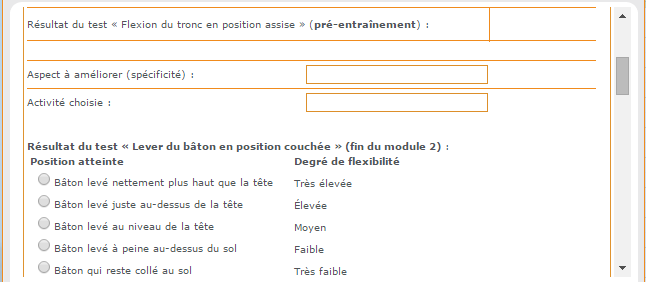 Résultat du test « Flexion du tronc en position assise » (pré-entraînement) :
Aspect à améliorer (spécificité) :
Activité choisie :
Résultat du test « Lever du bâton en position couchée » (fin du module 2) :
Position atteinte Degré de flexibilité
Bâton levé nettement plus haut que la tête Très élevée
Bâton levé juste au-dessus de la tête Élevée
Bâton levé au niveau de la tête Moyen
Bâton levé à peine au-dessus du sol Faible
Bâton qui reste collé au sol Très faible